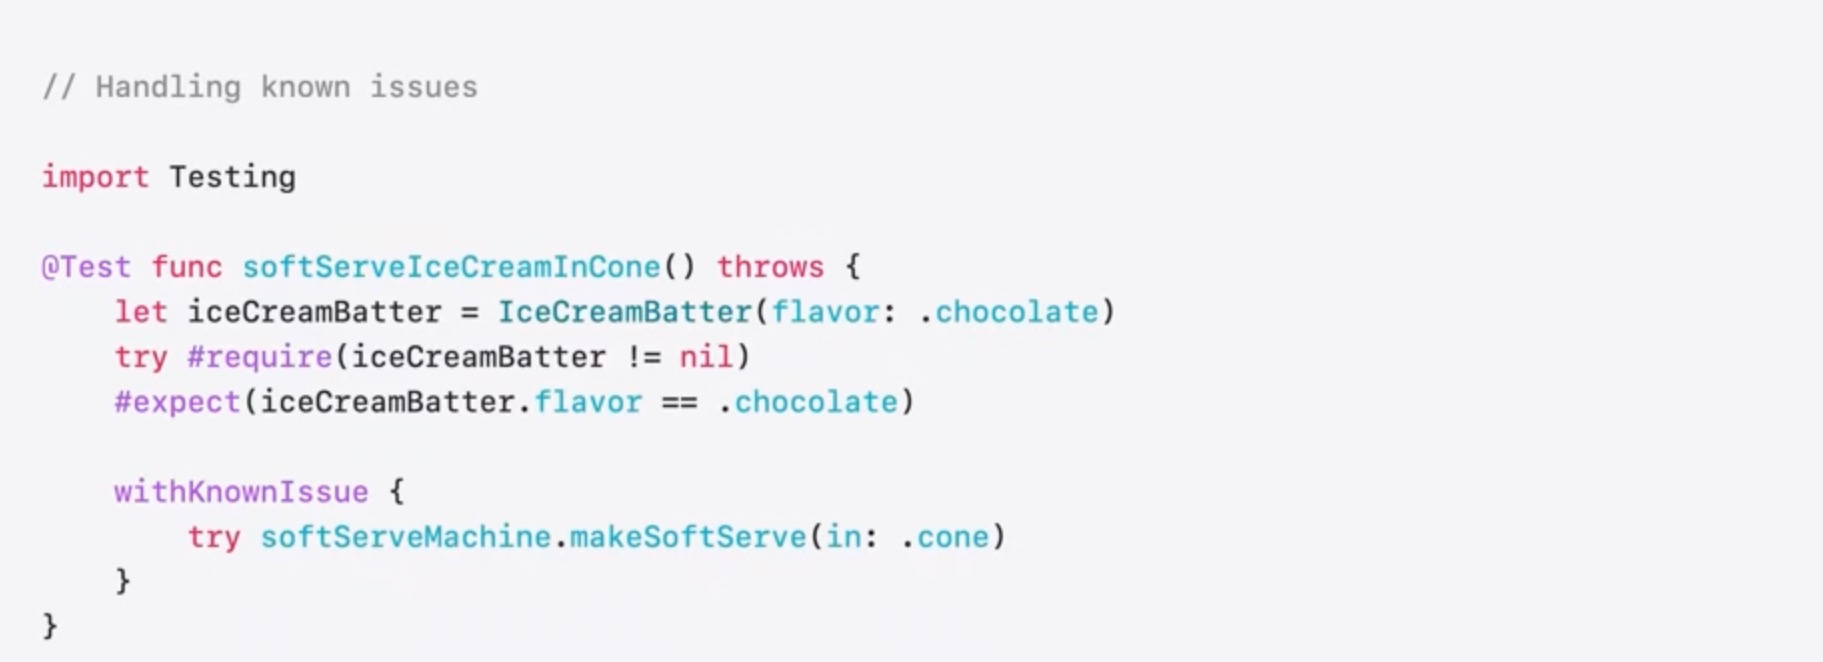 // Handling known issues
import Testing
@Test func softServeIceCreamInCone() throws {
    let iceCreamBatter = IceCreamBatter(flavor: .chocolate)
    try #require(iceCreamBatter != nil)
    #expect(iceCreamBatter.flavor == .chocolate)
    withKnownIssue {
        try softServeMachine.makeSoftServe(in: .cone)
    }
}